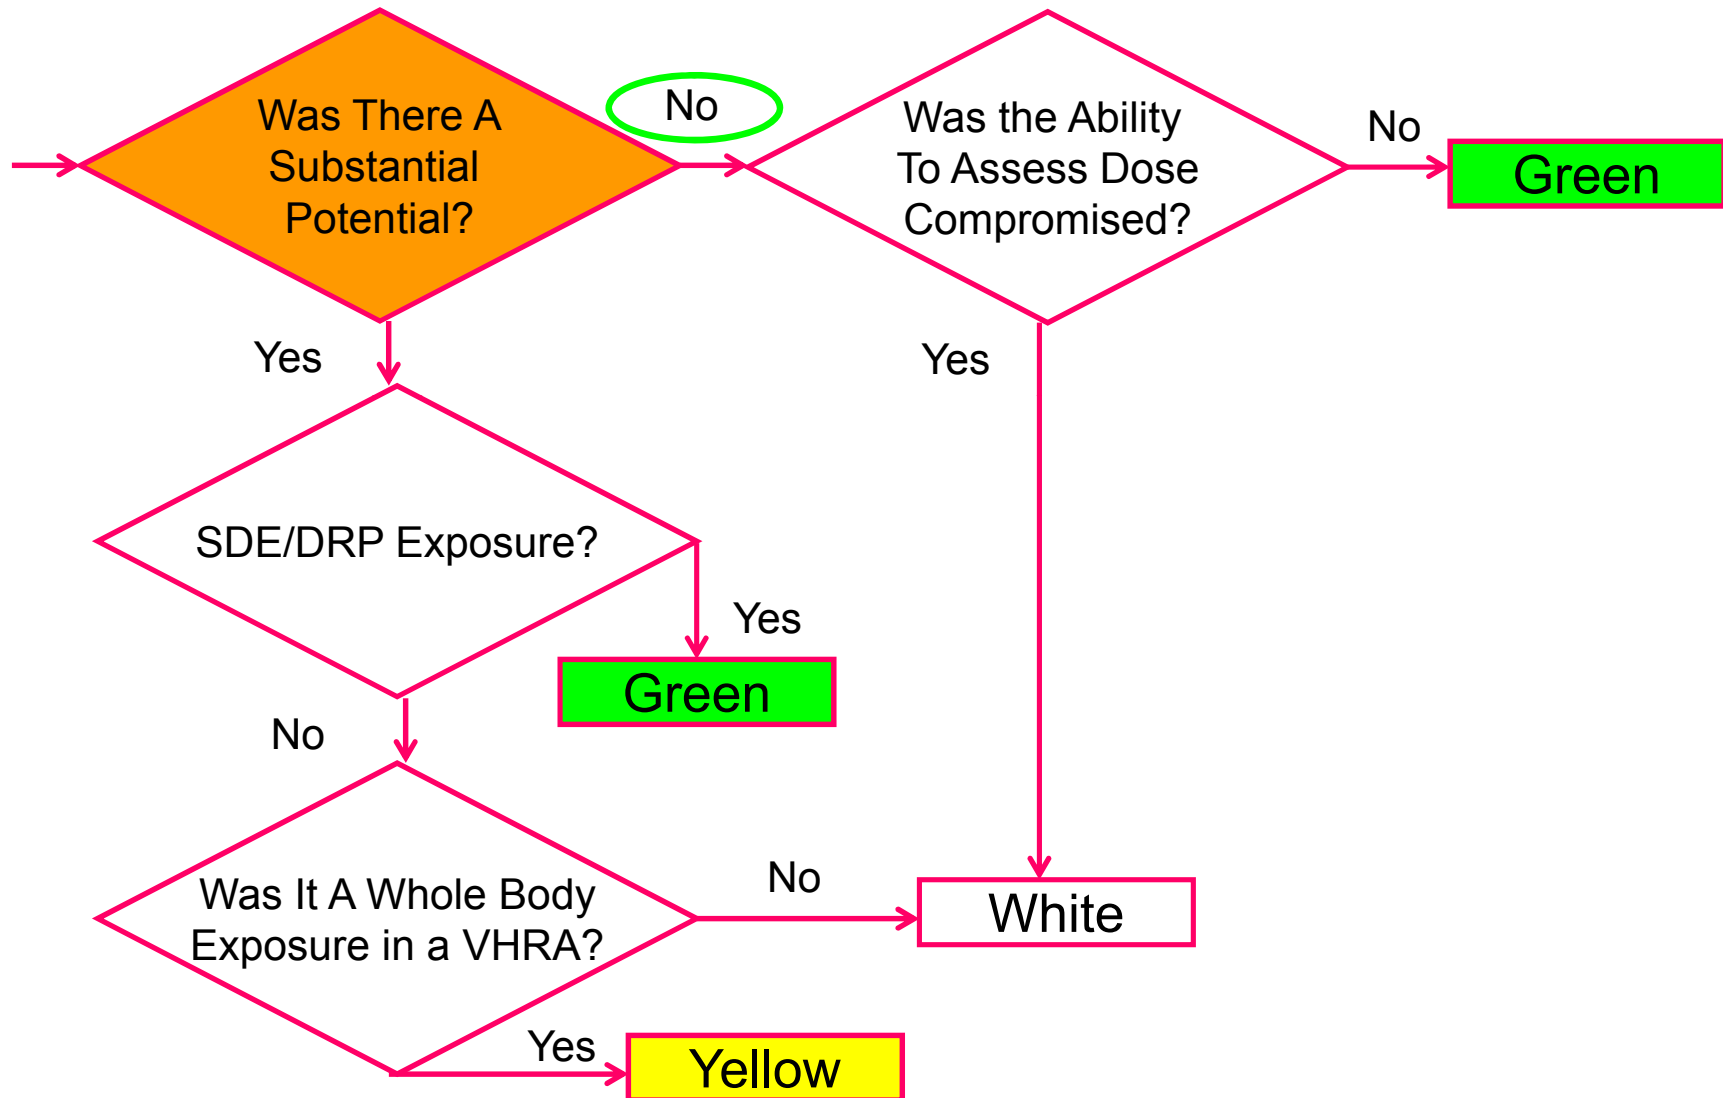 Was There A
Substantial
Potential?
No
Was the Ability
To Assess Dose
Compromised?
No
Green
Yes
Yes
SDE/DRP Exposure?
Yes
Green
No
Was It A Whole Body
Exposure in a VHRA?
No
White
Yes
Yellow